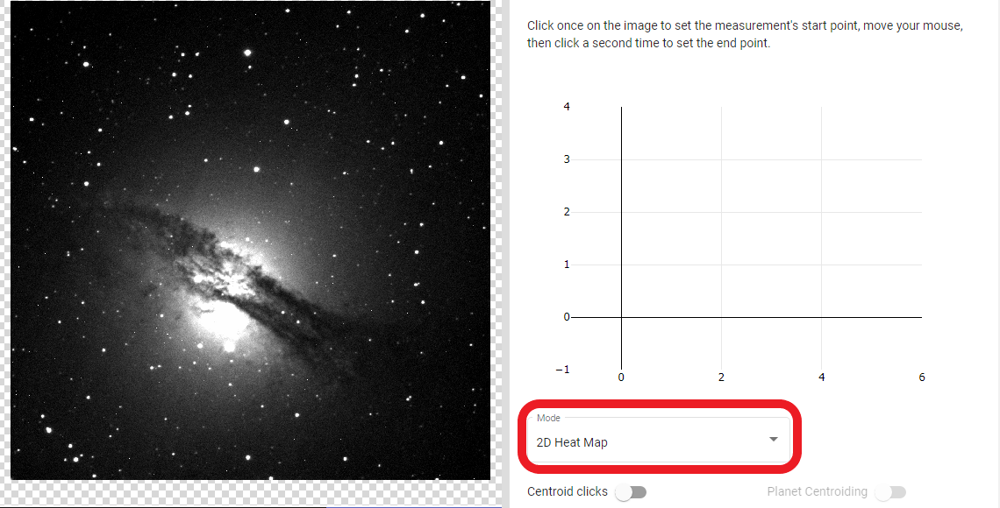 Click once on the image to set the measurement's start point, move your mouse,
then click a second time to set the end point.
4
3
2
1
0
−1
0 2 4 6
Mode
2D Heat Map
Centroid clicks Planet Centroiding